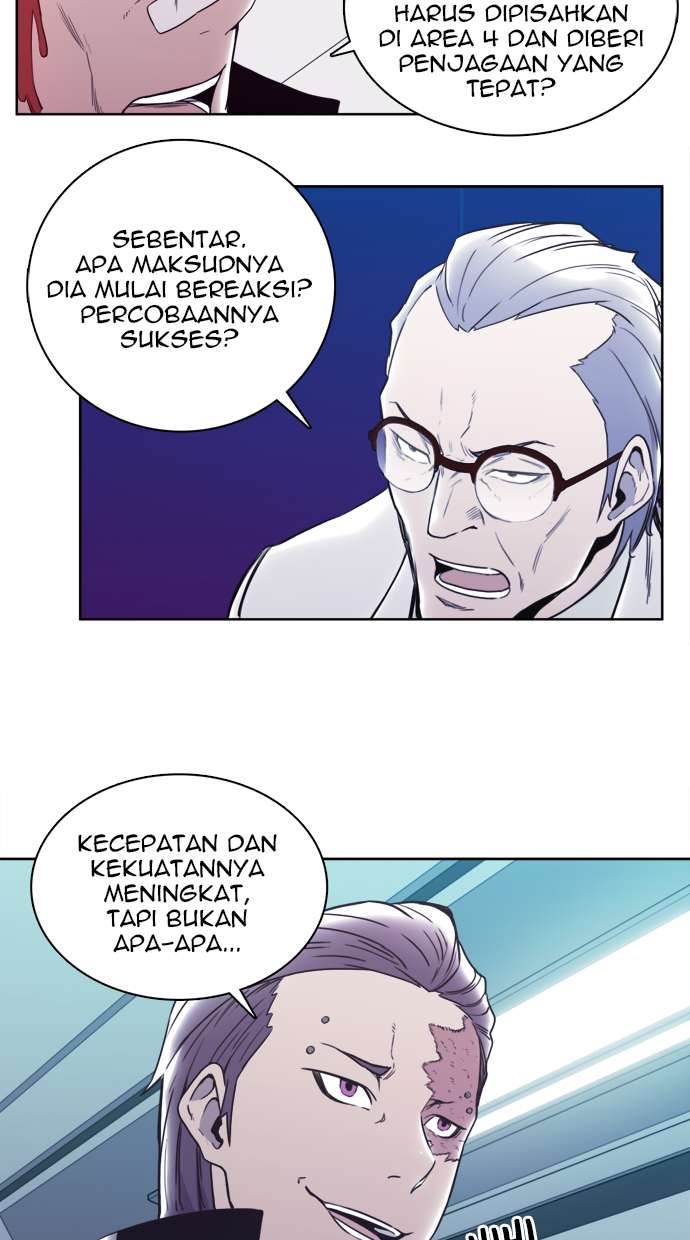 HARUS DIPISAHKAN
DI AREA 4 DAN DIBERI
PENJAGAAN YANG
TEPAT?
SEBENTAR,
APA MAKSUDNYA
DIA MULAI BEREAKSI?
PERCOBAANNYA
SUKSES?
KECEPATAN DAN
KEKUATANNYA
MENINGKAT,
TAPI BUKAN
APA-APA...